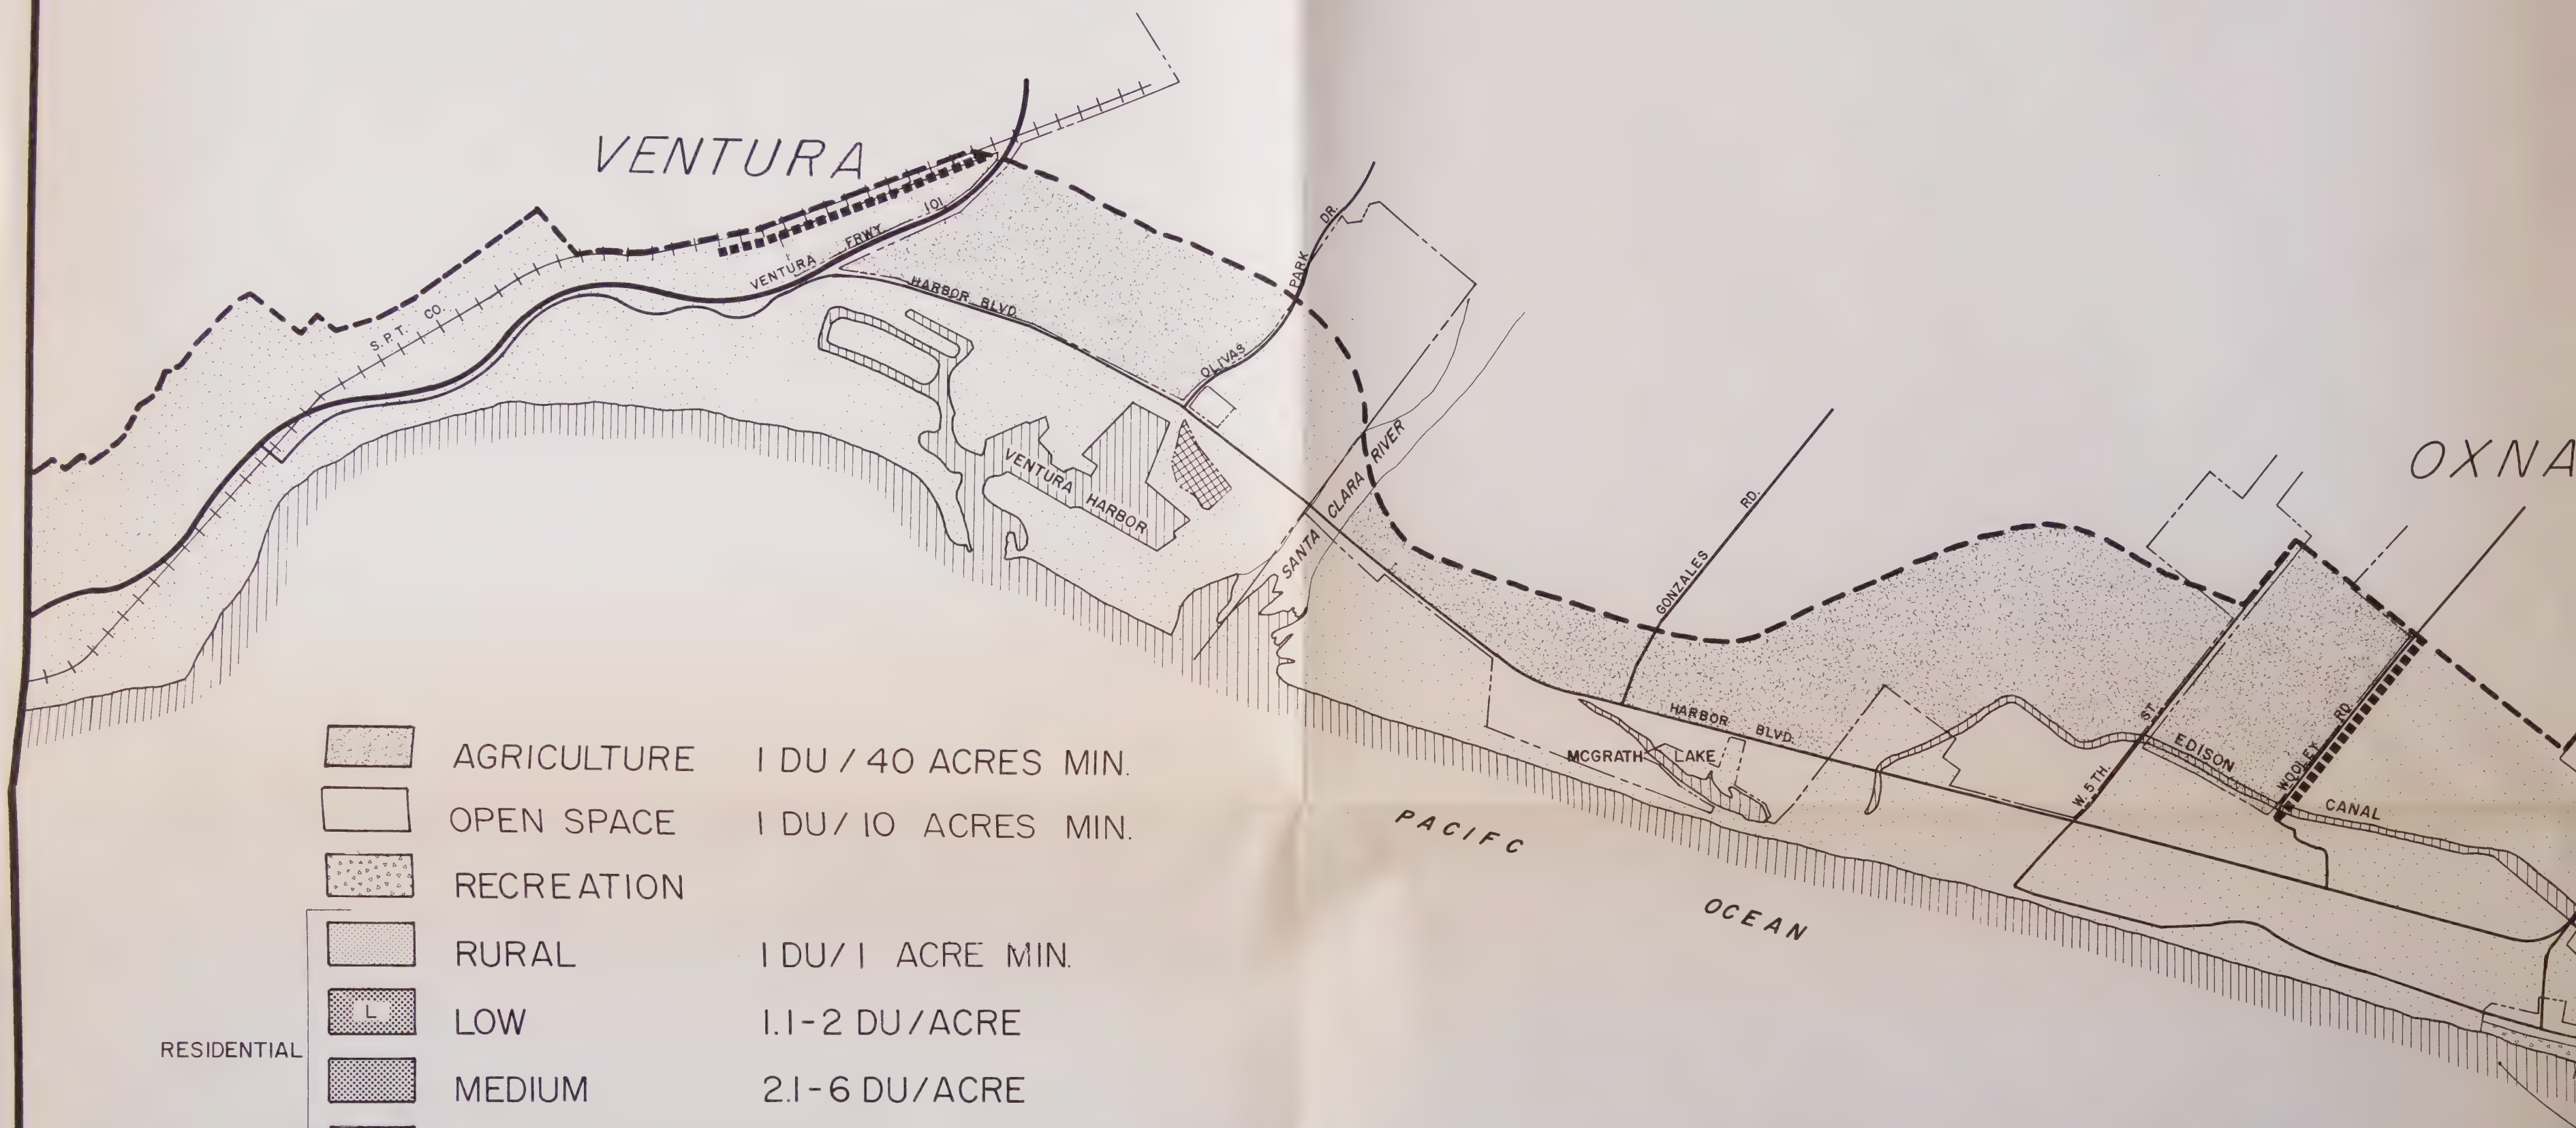 VENTURA
S.P.T. CO.
VENTURA FRWY 101
HARBOR BLVD.
OLIVAS PARK DR.
VENTURA HARBOR
SANTA CLARA RIVER
GONZALES RD.
OXNA
HARBOR BLVD.
MCGRATH LAKE
W. 5TH. ST.
EDISON CANAL
WOOLEY RD.
PACIFC
OCEAN
AGRICULTURE 1 DU / 40 ACRES MIN.
OPEN SPACE 1 DU / 10 ACRES MIN.
RECREATION
RURAL 1 DU / 1 ACRE MIN.
L LOW 1.1-2 DU/ACRE
RESIDENTIAL
MEDIUM 2.1-6 DU/ACRE